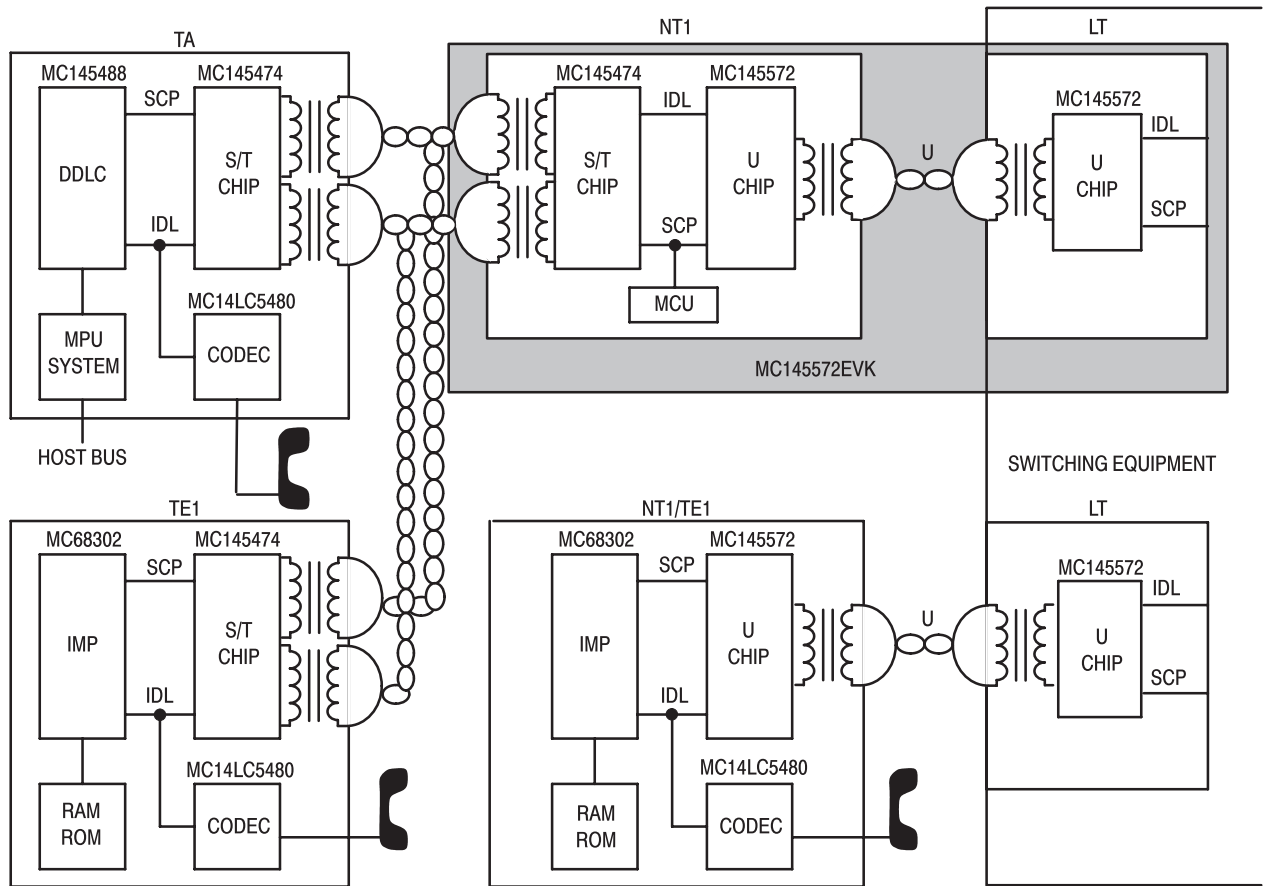 TA
MC145488
MC145474
SCP
DDLC
S/T
CHIP
IDL
MC14LC5480
MPU
SYSTEM
CODEC
HOST BUS
NT1
MC145474
MC145572
IDL
S/T
CHIP
U
CHIP
SCP
MCU
MC145572EVK
U
LT
MC145572
IDL
U
CHIP
SCP
SWITCHING EQUIPMENT
TE1
MC68302
MC145474
SCP
IMP
S/T
CHIP
IDL
MC14LC5480
RAM
ROM
CODEC
NT1/TE1
MC68302
MC145572
SCP
IMP
U
CHIP
IDL
MC14LC5480
RAM
ROM
CODEC
U
LT
MC145572
IDL
U
CHIP
SCP